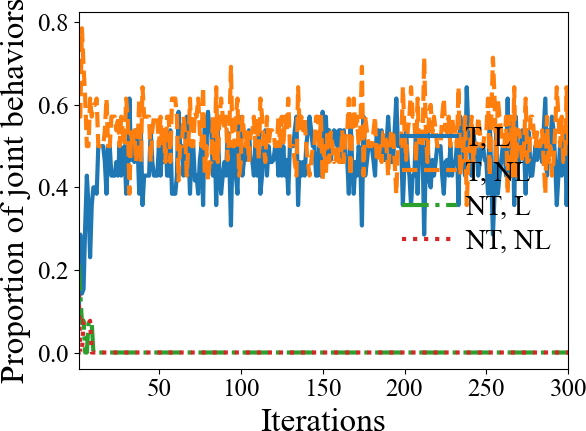 Proportion of joint behaviors
0.8
0.6
0.4
0.2
0.0
T, L
T, NL
NT, L
NT, NL
50
100
150
200
250
300
Iterations